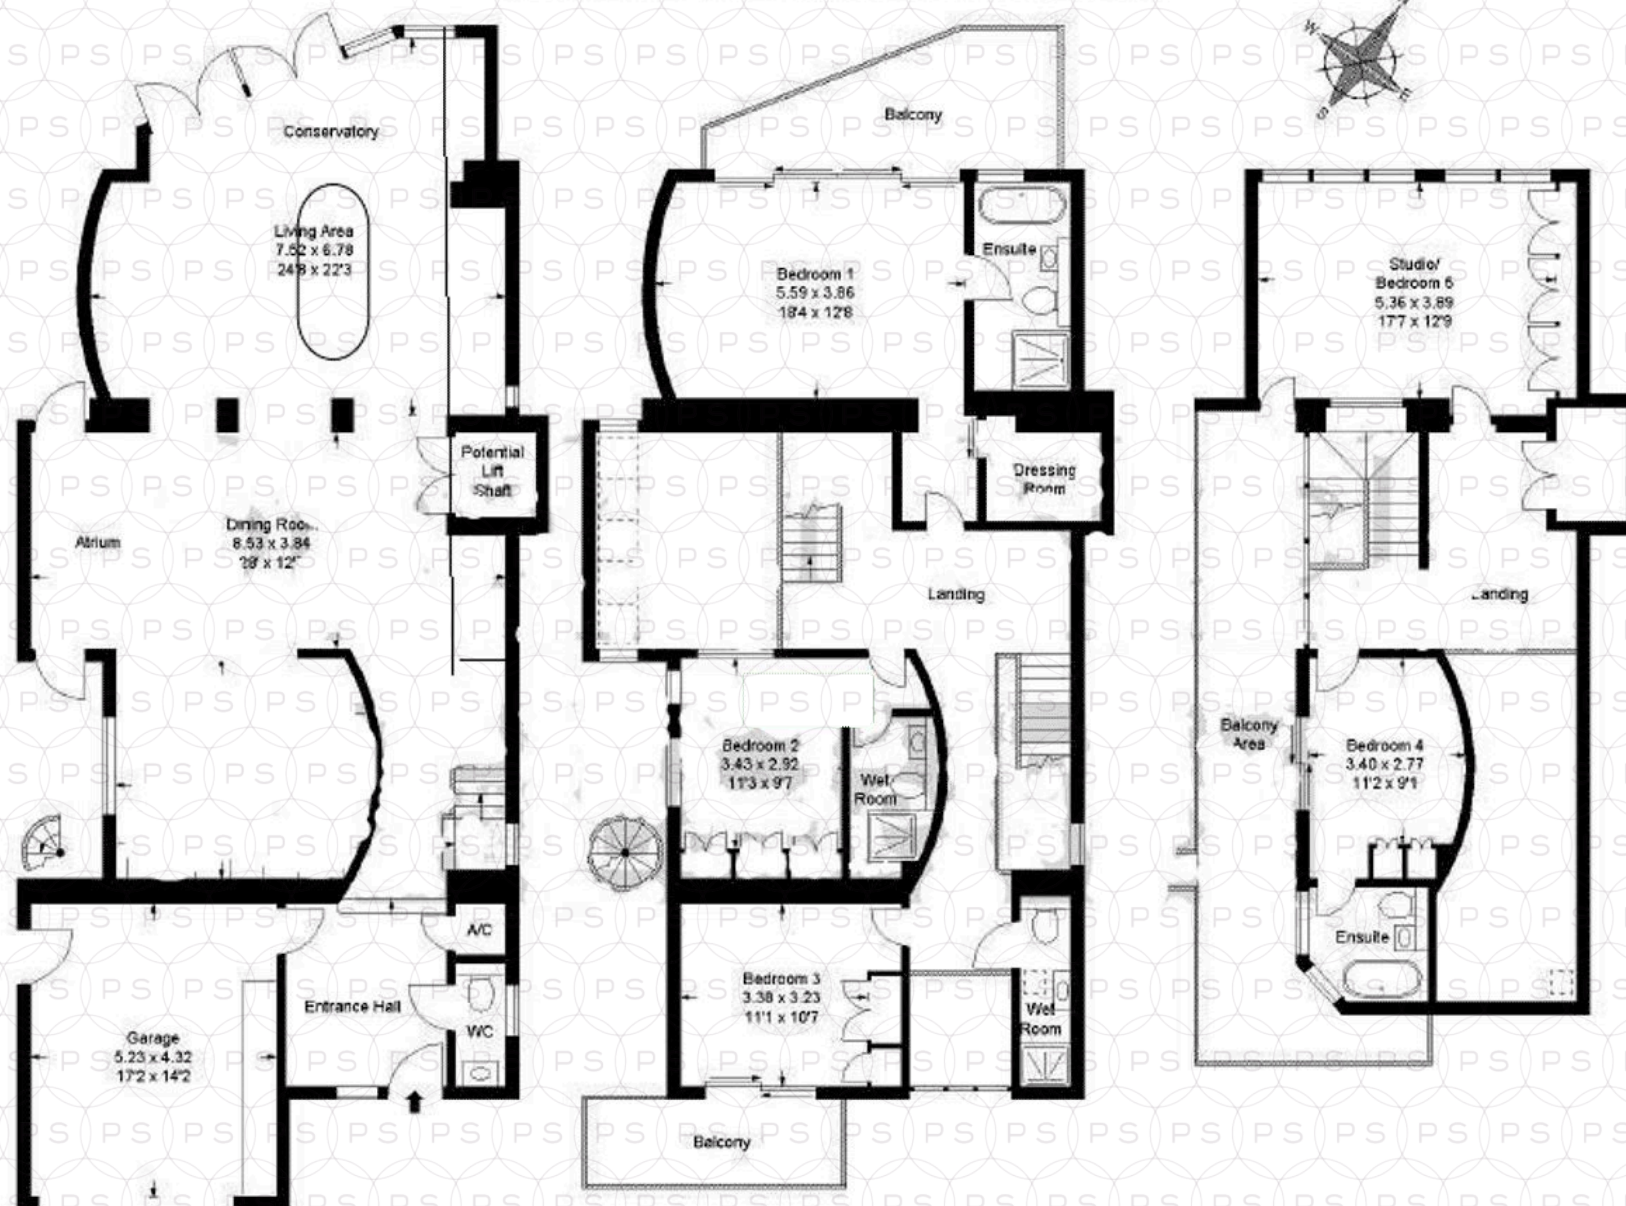 Conservatory
Living Area
7.52 x 6.78
24'8 x 22'3
Potential
Lift
Shaft
Atrium
8.53 x 3.84
A/C
Entrance Hall
WC
Garage
5.23 x 4.32
17'2 x 14'2
Balcony
Bedroom 1
5.59 x 3.86
18'4 x 12'8
Ensuite
Dressing
Room
Landing
Bedroom 2
3.43 x 2.92
11'3 x 9'7
Wet
Room
Bedroom 3
3.38 x 3.23
11'1 x 10'7
Wet
Room
Balcony
W
E
S
Studio/
Bedroom 5
5.36 x 3.89
17'7 x 12'9
Balcony
Area
Bedroom 4
3.40 x 2.77
11'2 x 9'1
Ensuite
PS